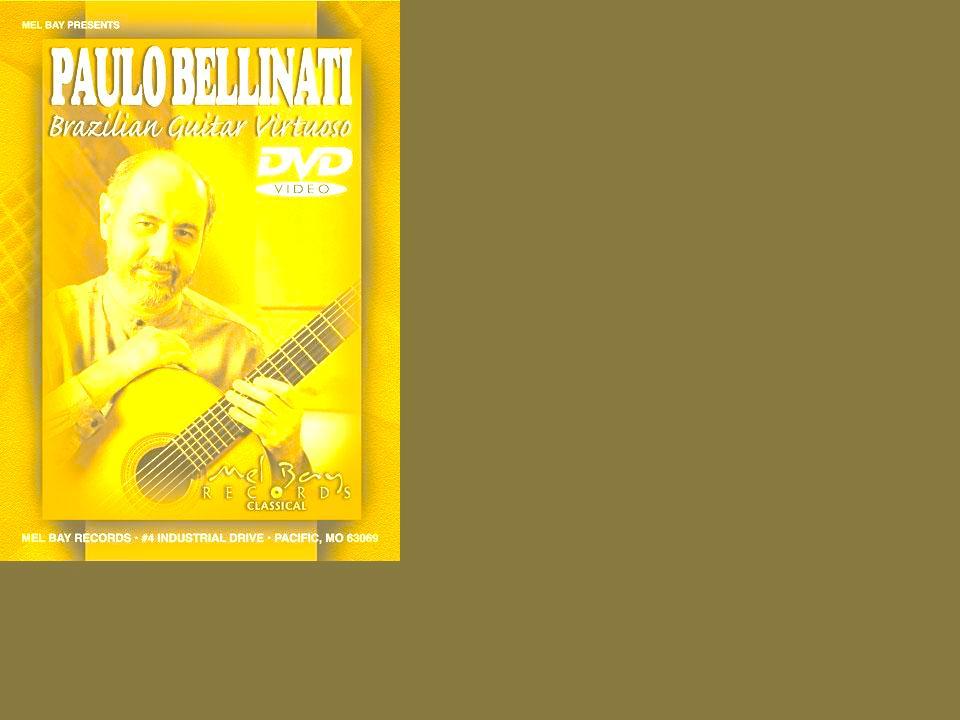 MEL BAY PRESENTS
PAULO BELLINATI
Brazilian Guitar Virtuoso
DVD
VIDEO
Mel Bay
RECORDS
CLASSICAL
MEL BAY RECORDS · #4 INDUSTRIAL DRIVE · PACIFIC, MO 63069